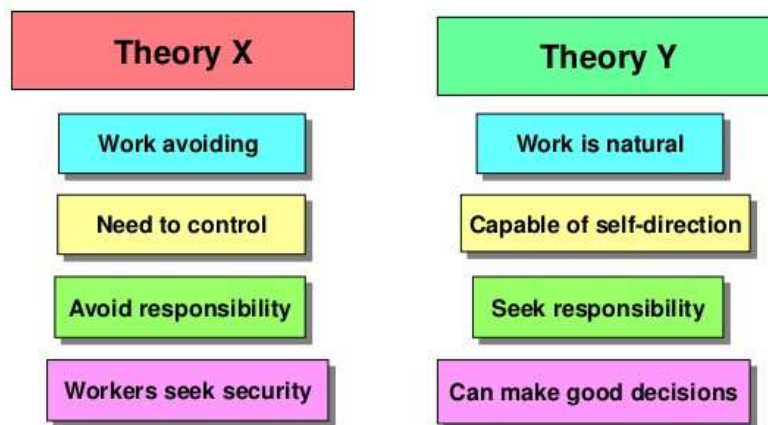 Theory X
Theory Y
Work avoiding
Work is natural
Need to control
Capable of self-direction
Avoid responsibility
Seek responsibility
Workers seek security
Can make good decisions